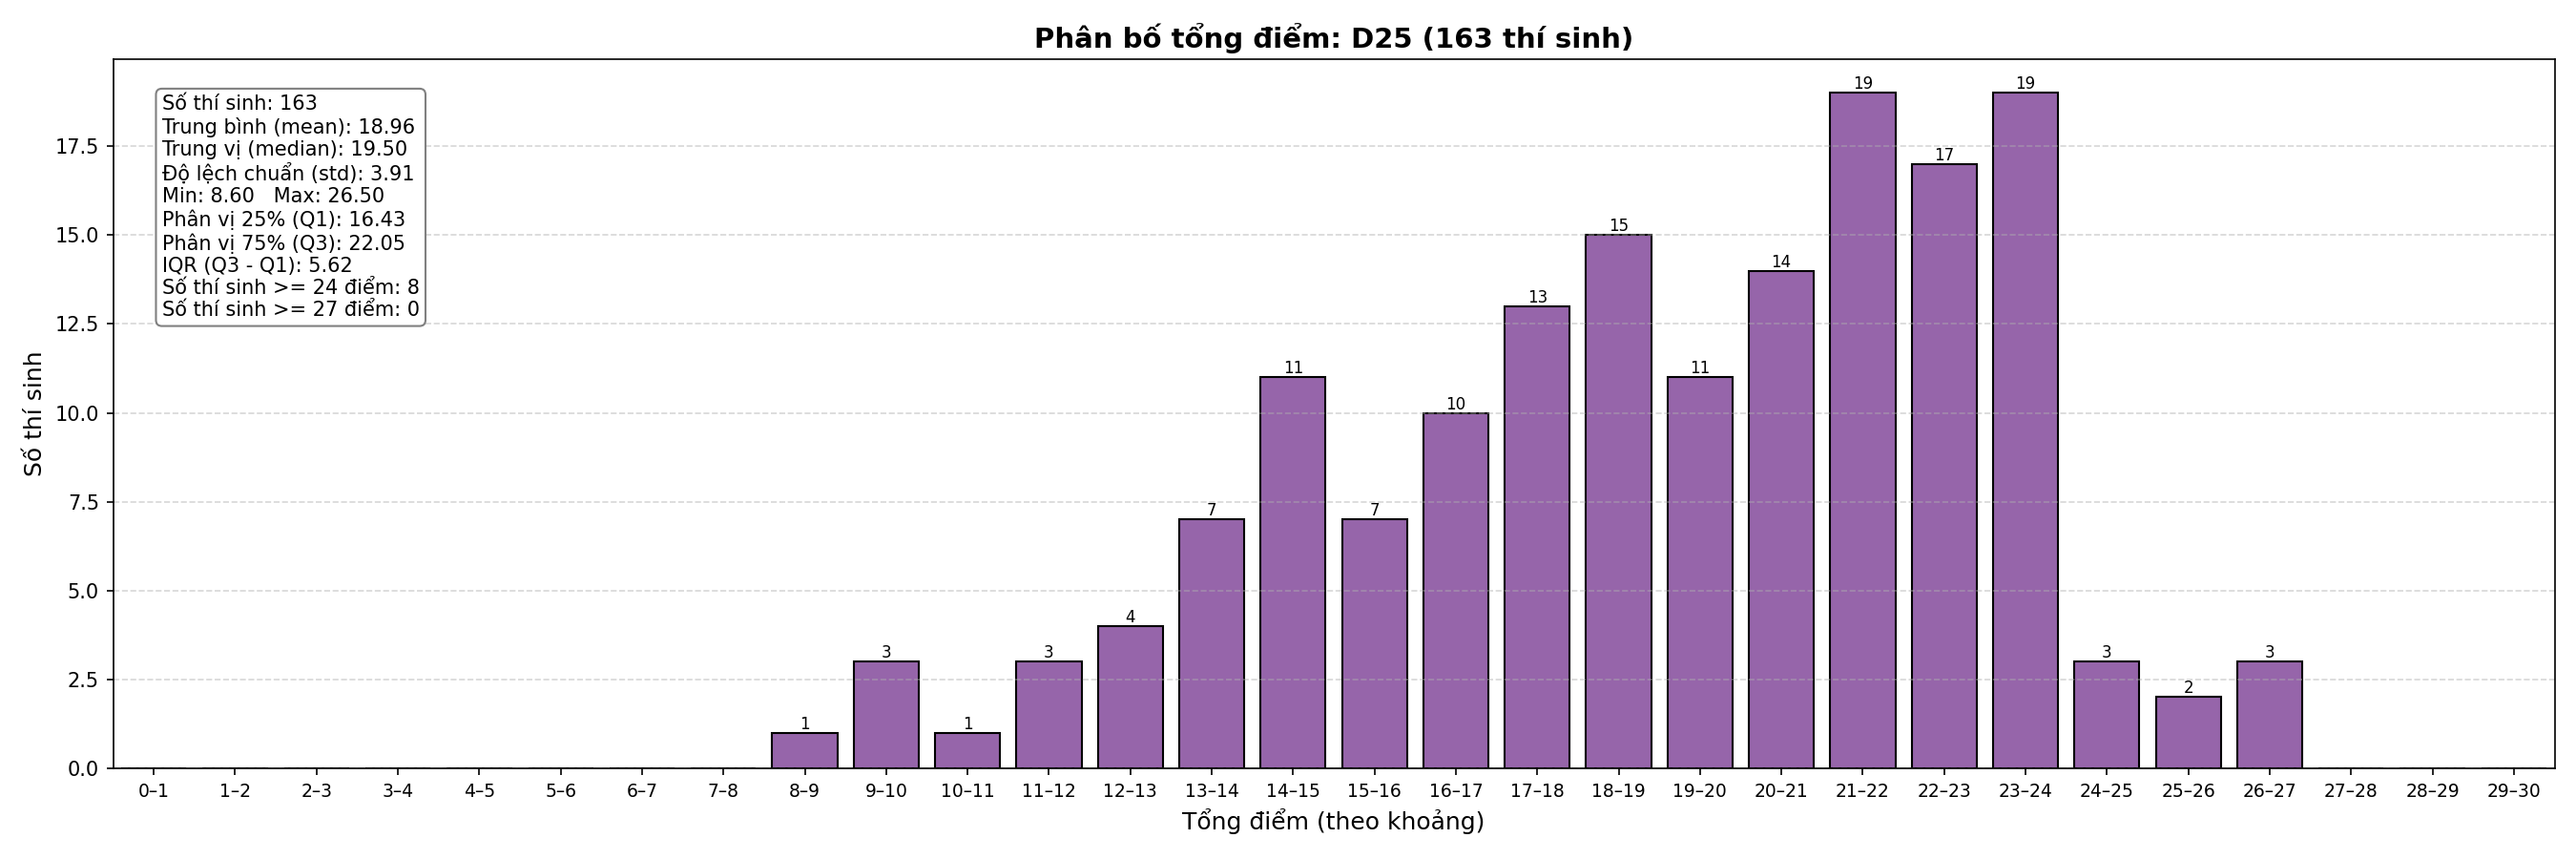 Phân bố tổng điểm: D25 (163 thí sinh)
Số thí sinh: 163
Trung bình (mean): 18.96
Trung vị (median): 19.50
Độ lệch chuẩn (std): 3.91
Min: 8.60   Max: 26.50
Phân vị 25% (Q1): 16.43
Phân vị 75% (Q3): 22.05
IQR (Q3 - Q1): 5.62
Số thí sinh >= 24 điểm: 8
Số thí sinh >= 27 điểm: 0
Số thí sinh
17.5
15.0
12.5
10.0
7.5
5.0
2.5
0.0
1 3 1 3 4 7 11 7 10 13 15 11 14 19 17 19 3 2 3
0–1 1–2 2–3 3–4 4–5 5–6 6–7 7–8 8–9 9–10 10–11 11–12 12–13 13–14 14–15 15–16 16–17 17–18 18–19 19–20 20–21 21–22 22–23 23–24 24–25 25–26 26–27 27–28 28–29 29–30
Tổng điểm (theo khoảng)